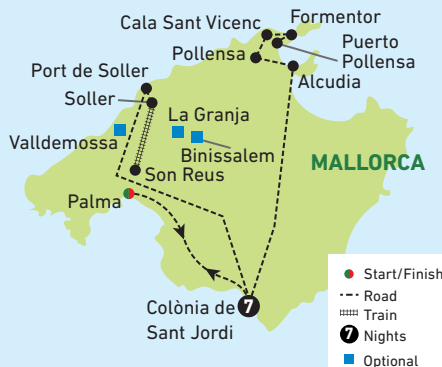 Cala Sant Vicenc
Formentor
Pollensa
Puerto
Pollensa
Port de Soller
Alcudia
Soller
La Granja
Valldemossa
Binissalem
MALLORCA
Son Reus
Palma
Colònia de
Sant Jordi
7
Start/Finish
Road
Train
7 Nights
Optional